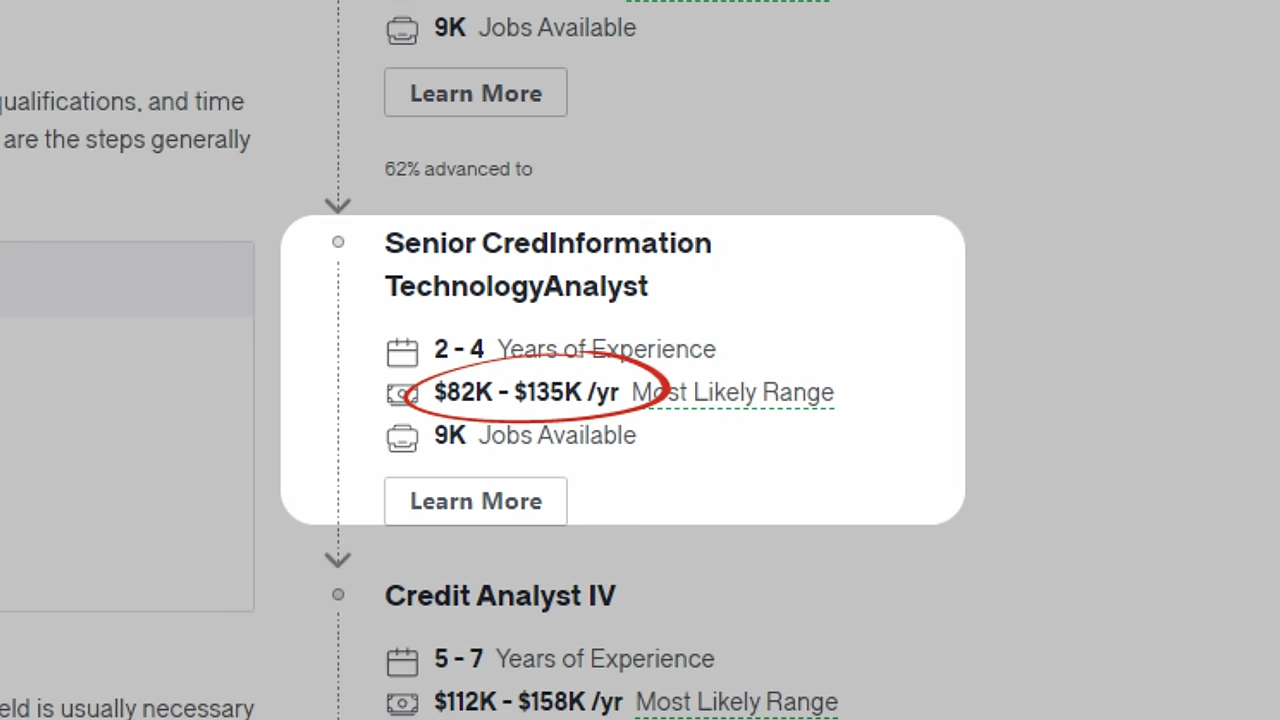 9K Jobs Available
Learn More
qualifications, and time
are the steps generally
62% advanced to
Senior CredInformation
TechnologyAnalyst
2 - 4 Years of Experience
$82K - $135K /yr Most Likely Range
9K Jobs Available
Learn More
Credit Analyst IV
5 - 7 Years of Experience
$112K - $158K /yr Most Likely Range
eld is usually necessary